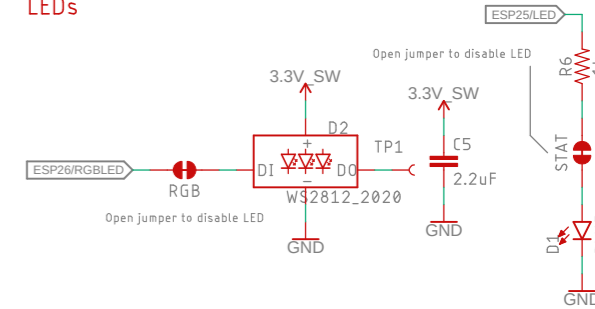 LEDs
ESP25/LED
Open jumper to disable LED
R6
3.3V_SW
3.3V_SW
D2
TP1
C5
STAT
ESP26/RGBLED
DI
+
-
DO
RGB
2.2uF
WS2812_2020
Open jumper to disable LED
GND
GND
D1
GND